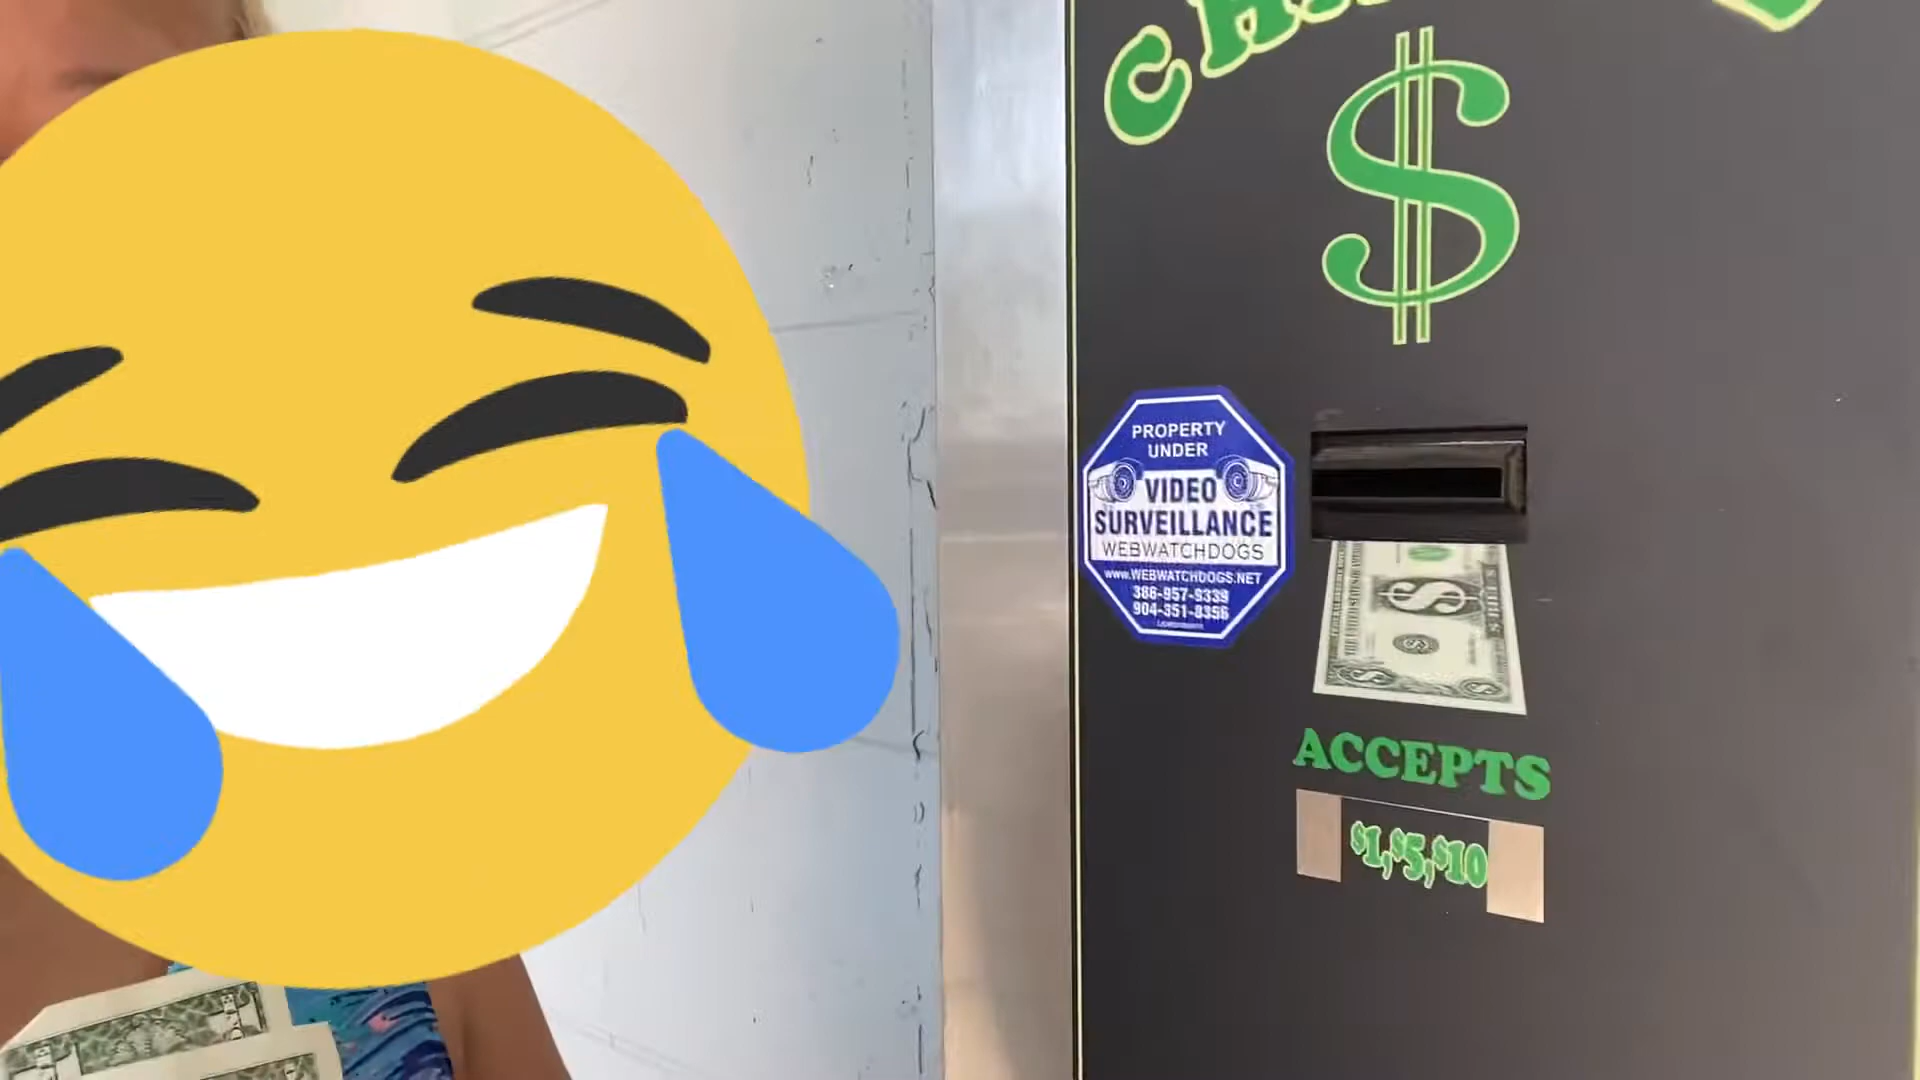 $
PROPERTY
UNDER
VIDEO
SURVEILLANCE
WEBWATCHDOGS
www.WEBWATCHDOGS.NET
386-957-9339
904-351-8356
ACCEPTS
$1,$5,$10